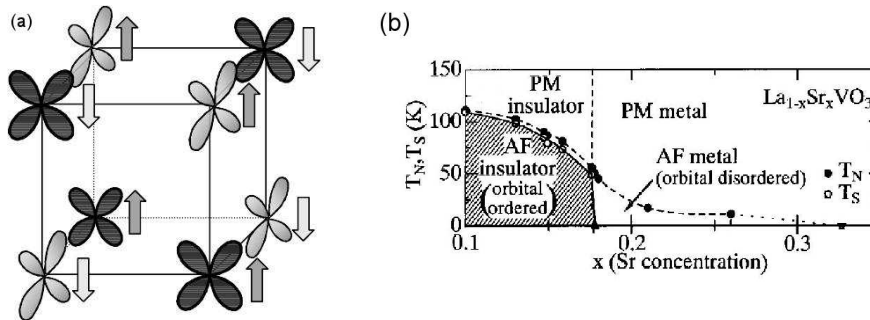 (a)
(b)
150
100
50
0
T_N,T_S (K)
PM
insulator
PM metal
La1-xSrxVO3
AF
insulator
(orbital
ordered)
AF metal
(orbital disordered)
T_N
T_S
0.1
0.2
0.3
x (Sr concentration)